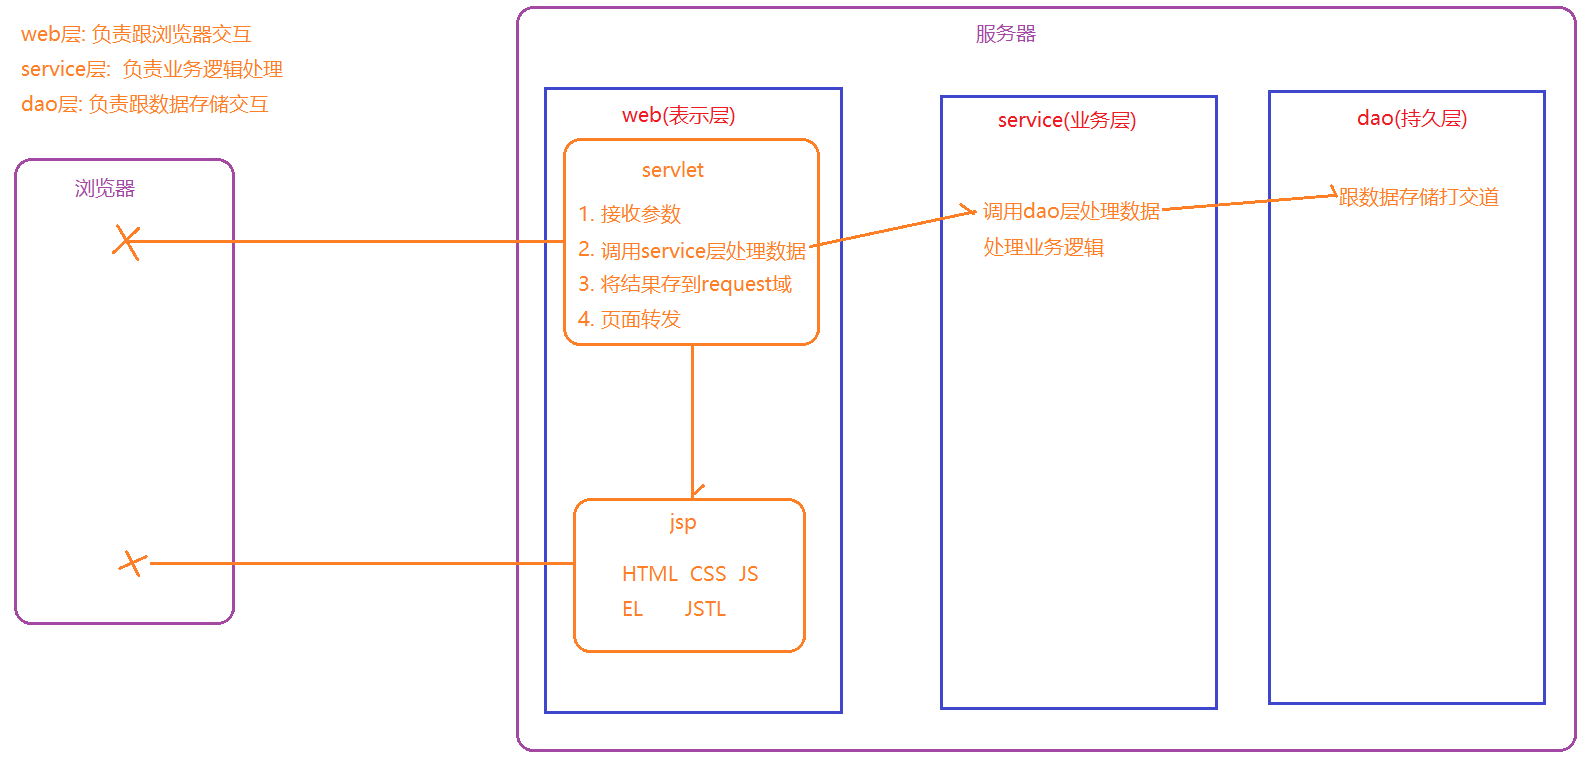 web层: 负责跟浏览器交互
service层: 负责业务逻辑处理
dao层: 负责跟数据存储交互
浏览器
服务器
web(表示层)
servlet
1. 接收参数
2. 调用service层处理数据
3. 将结果存到request域
4. 页面转发
jsp
HTML CSS JS
EL JSTL
service(业务层)
调用dao层处理数据
处理业务逻辑
dao(持久层)
跟数据存储打交道